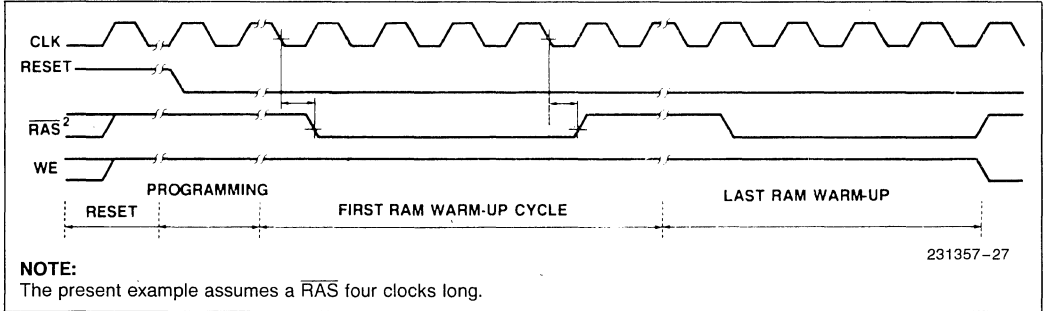 CLK
RESET
RAS 2
WE
RESET
PROGRAMMING
FIRST RAM WARM-UP CYCLE
LAST RAM WARM-UP
231357-27
NOTE:
The present example assumes a RAS four clocks long.